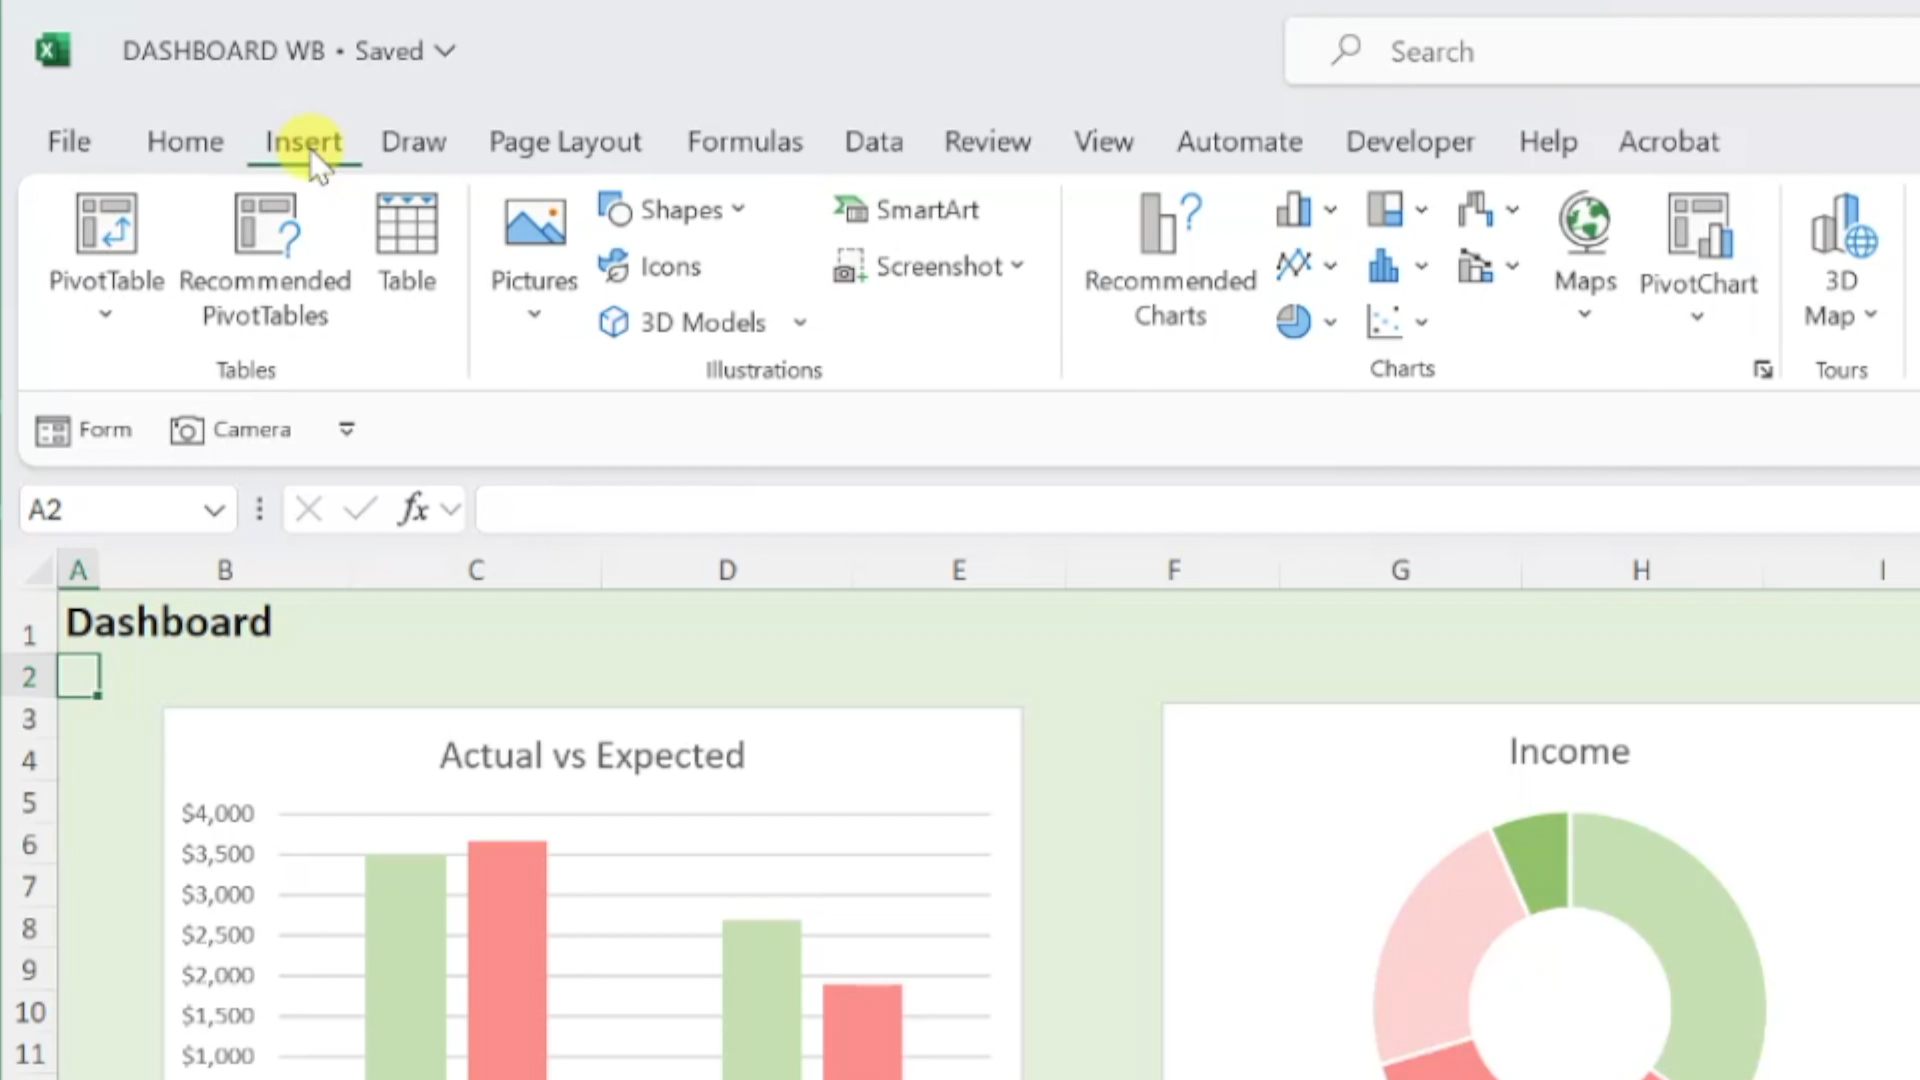 DASHBOARD WB • Saved
Search
File Home Insert Draw Page Layout Formulas Data Review View Automate Developer Help Acrobat
PivotTable
Recommended
PivotTables
Table
Tables
Pictures
Shapes
Icons
3D Models
SmartArt
Screenshot
Illustrations
Recommended
Charts
Maps
PivotChart
Charts
3D
Map
Tours
Form Camera
A2
fx
A B C D E F G H I
1 Dashboard
2
3
4
5
6
7
8
9
10
11
Actual vs Expected
$4,000
$3,500
$3,000
$2,500
$2,000
$1,500
$1,000
Income